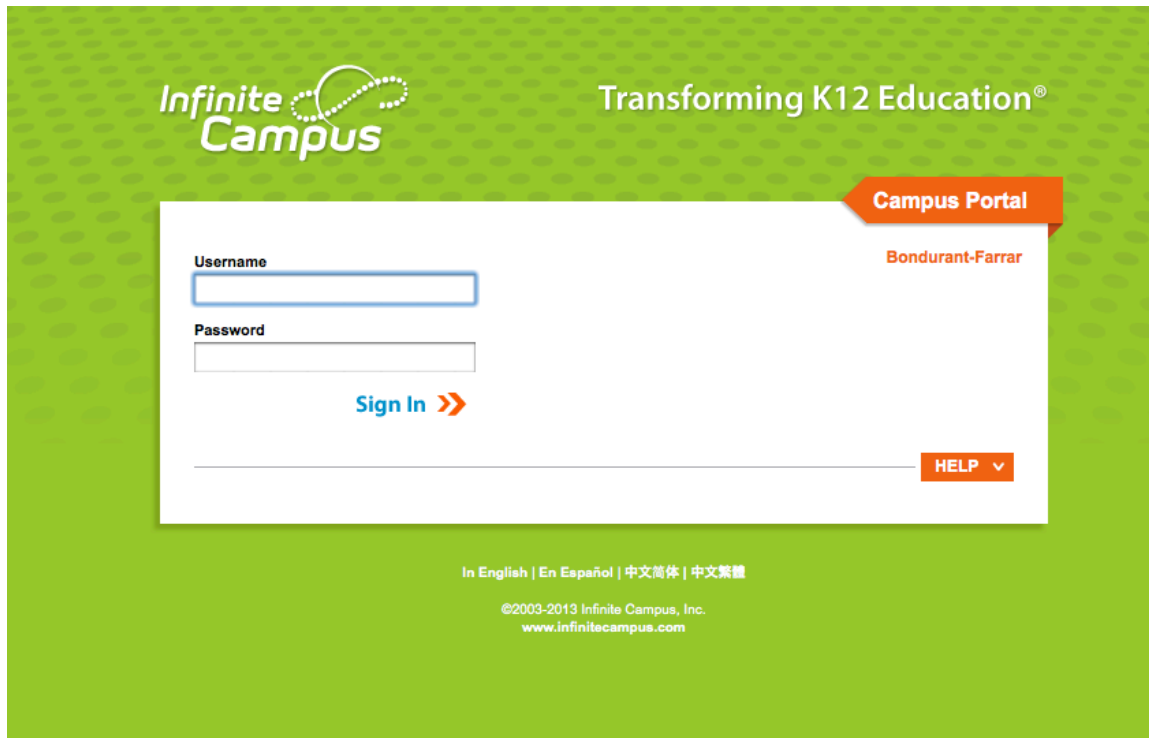 Infinite
Campus
Transforming K12 Education®
Campus Portal
Bondurant-Farrar
Username
Password
Sign In
HELP
In English | En Español | 中文简体 | 中文繁體
©2003-2013 Infinite Campus, Inc.
www.infinitecampus.com